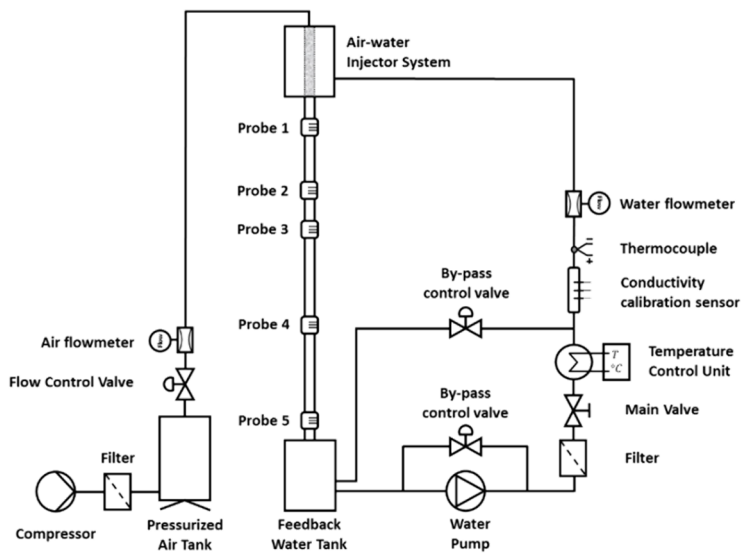 Air-water
Injector System
Probe 1
Probe 2
Probe 3
Water flowmeter
Flow
Thermocouple
By-pass
control valve
Conductivity
calibration sensor
Probe 4
Air flowmeter
Flow
Flow Control Valve
T
°C
Temperature
Control Unit
By-pass
control valve
Main Valve
Probe 5
Filter
Filter
Compressor
Pressurized
Air Tank
Feedback
Water Tank
Water
Pump